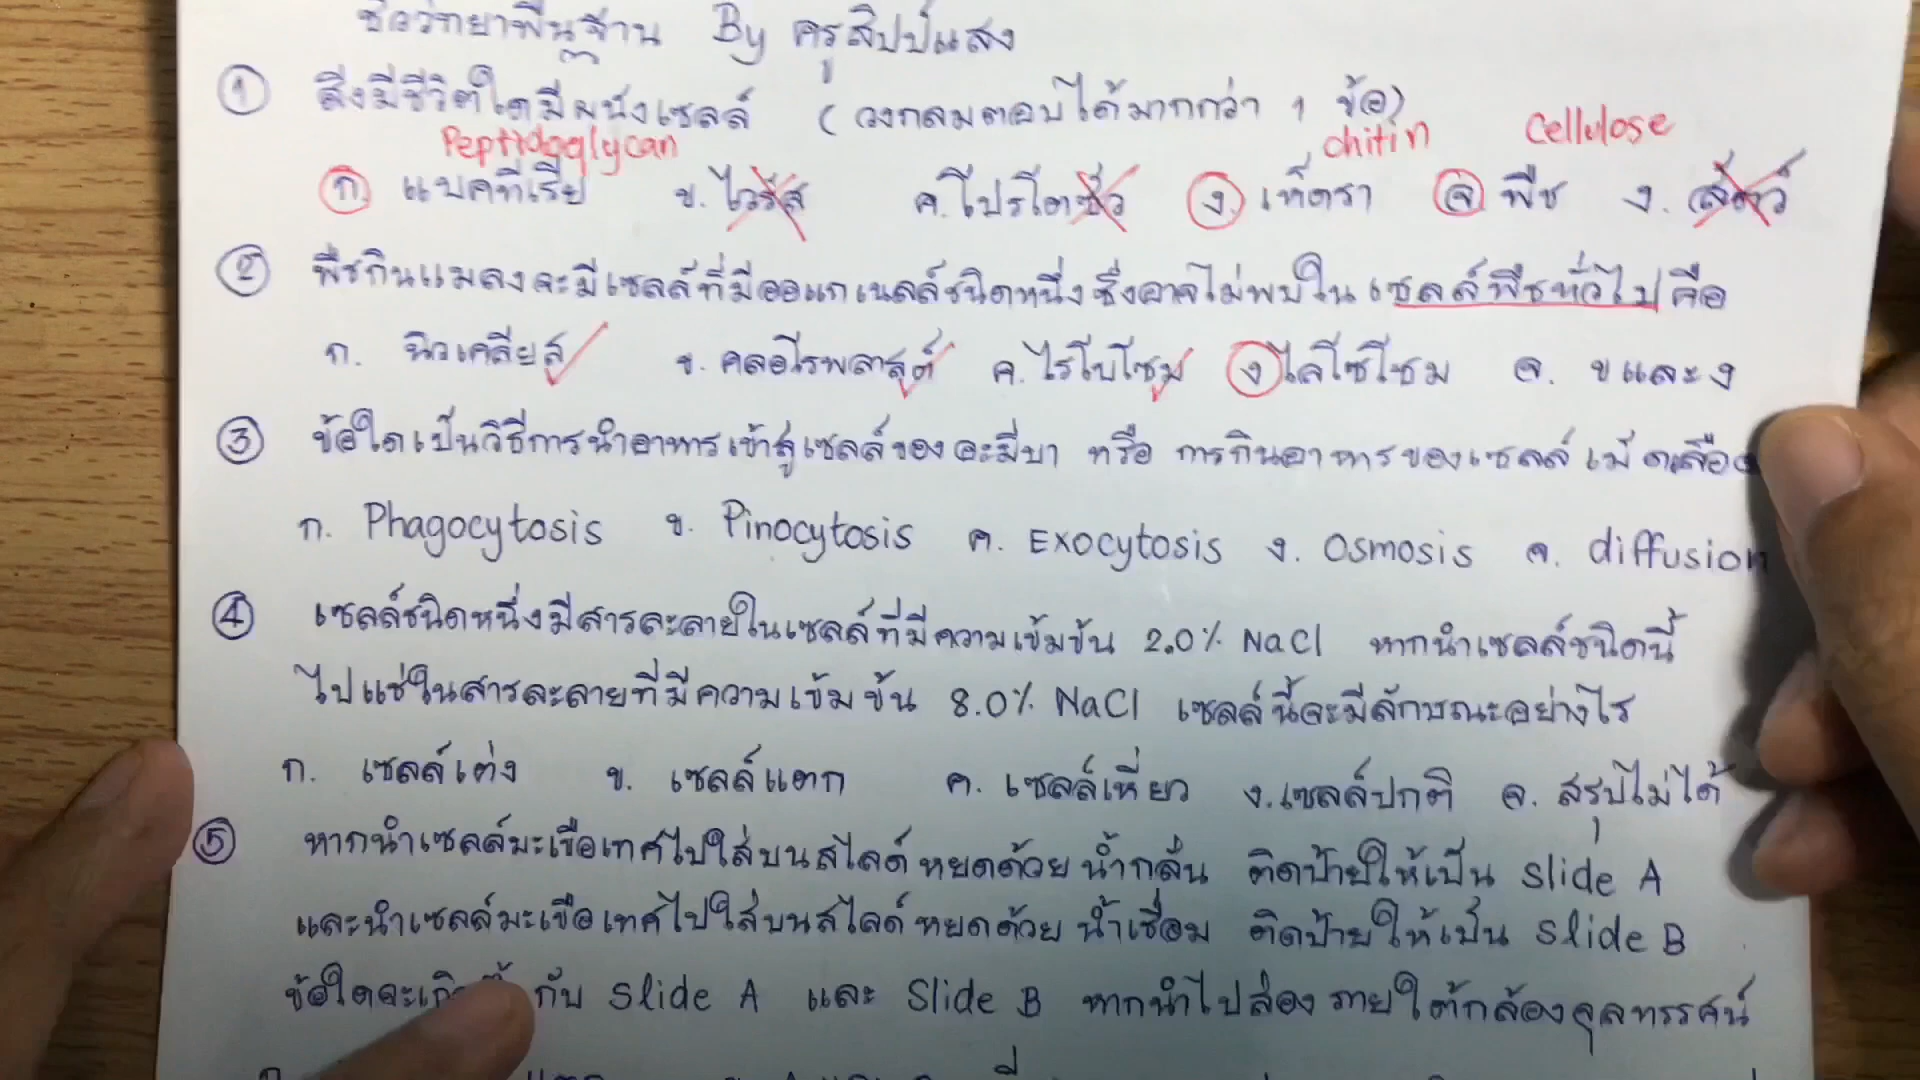 ชีววิทยาพื้นฐาน By ครูสิปป์แสง
① สิ่งมีชีวิตใดมีผนังเซลล์ (วงกลมตอบได้มากกว่า 1 ข้อ)
Peptidoglycan chitin Cellulose
ก. แบคทีเรีย ข. ไวรัส ค. โปรโตซัว ง. เห็ดรา จ พืช ง. สัตว์
② พืชกินแมลงจะมีเซลล์ที่มีออแกเนลล์ชนิดหนึ่งซึ่งอาจไม่พบใน เซลล์พืชทั่วไป คือ
ก. นิวเคลียส ข. คลอโรพลาสต์ ค. ไรโบโซม ง ไลโซโซม จ. ขและง
③ ข้อใดเป็นวิธีการนำอาหารเข้าสู่เซลล์ของอะมีบา หรือ การกินอาหารของเซลล์เม็ดเลือด
ก. Phagocytosis ข. Pinocytosis ค. Exocytosis ง. Osmosis จ. diffusion
④ เซลล์ชนิดหนึ่งมีสารละลายในเซลล์ที่มีความเข้มข้น 2.0% NaCl หากนำเซลล์ชนิดนี้
ไปแช่ในสารละลายที่มีความเข้มข้น 8.0% NaCl เซลล์นี้จะมีลักษณะอย่างไร
ก. เซลล์เต่ง ข. เซลล์แตก ค. เซลล์เหี่ยว ง. เซลล์ปกติ จ. สรุปไม่ได้
⑤ หากนำเซลล์มะเขือเทศไปใส่บนสไลด์ หยดด้วย น้ำกลั่น ติดป้ายให้เป็น Slide A
และนำเซลล์มะเขือเทศไปใส่บนสไลด์ หยดด้วย น้ำเชื่อม ติดป้ายให้เป็น Slide B
ข้อใดจะ กับ Slide A และ Slide B หากนำไปส่องภายใต้กล้องจุลทรรศน์